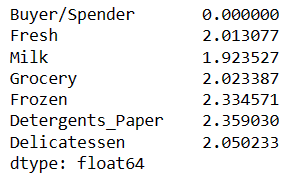 Buyer/Spender 0.000000
Fresh 2.013077
Milk 1.923527
Grocery 2.023387
Frozen 2.334571
Detergents_Paper 2.359030
Delicatessen 2.050233
dtype: float64